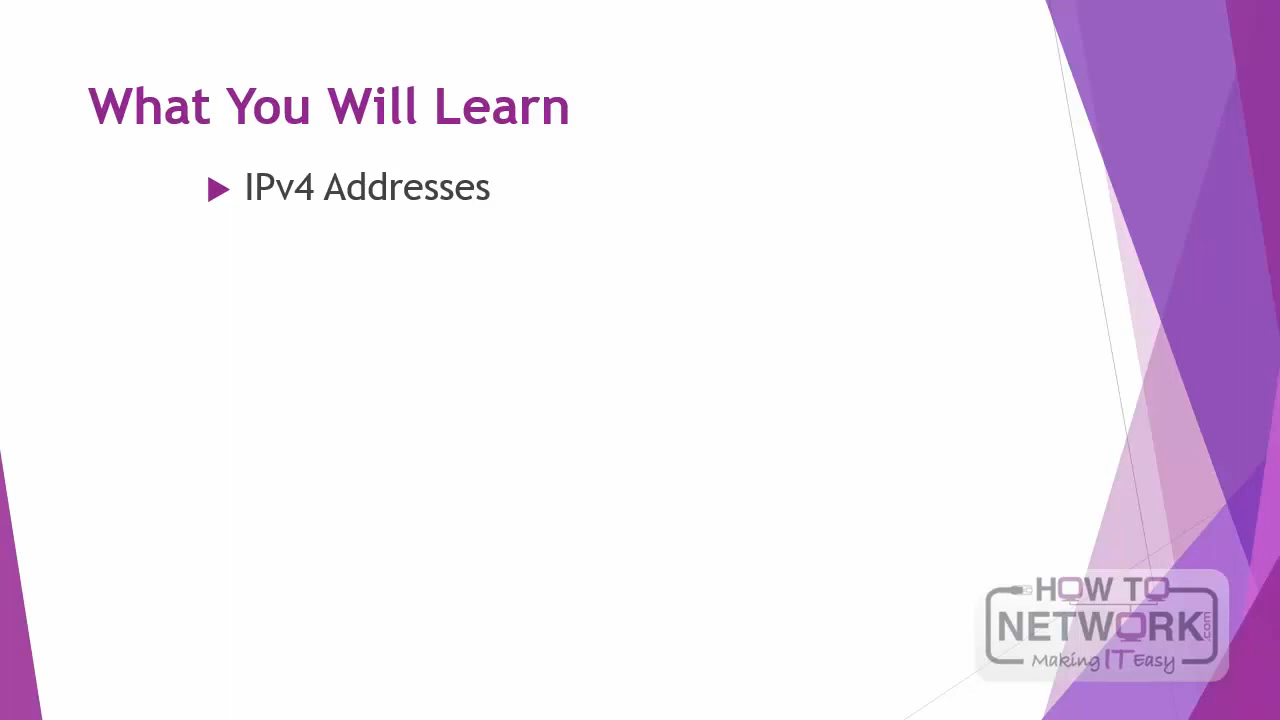 What You Will Learn
IPv4 Addresses
HOW TO
NETWORK.com
Making IT Easy